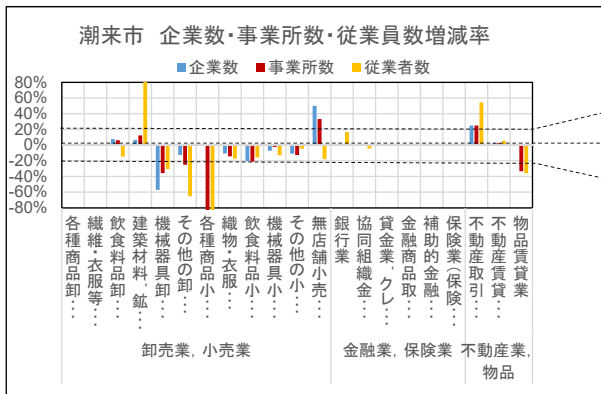 潮来市 企業数・事業所数・従業員数増減率
企業数 事業所数 従業者数
80%
60%
40%
20%
0%
-20%
-40%
-60%
-80%
各種商品卸…
繊維・衣服等…
飲食料品卸…
建築材料，鉱…
機械器具卸…
その他の卸…
各種商品小…
織物・衣服…
飲食料品小…
機械器具小…
その他の小…
無店舗小売…
銀行業
協同組織金…
貸金業，クレ…
金融商品取…
補助的金融…
保険業（保険…
不動産取引…
不動産賃貸…
物品賃貸業
卸売業，小売業
金融業，保険業
不動産業，
物品